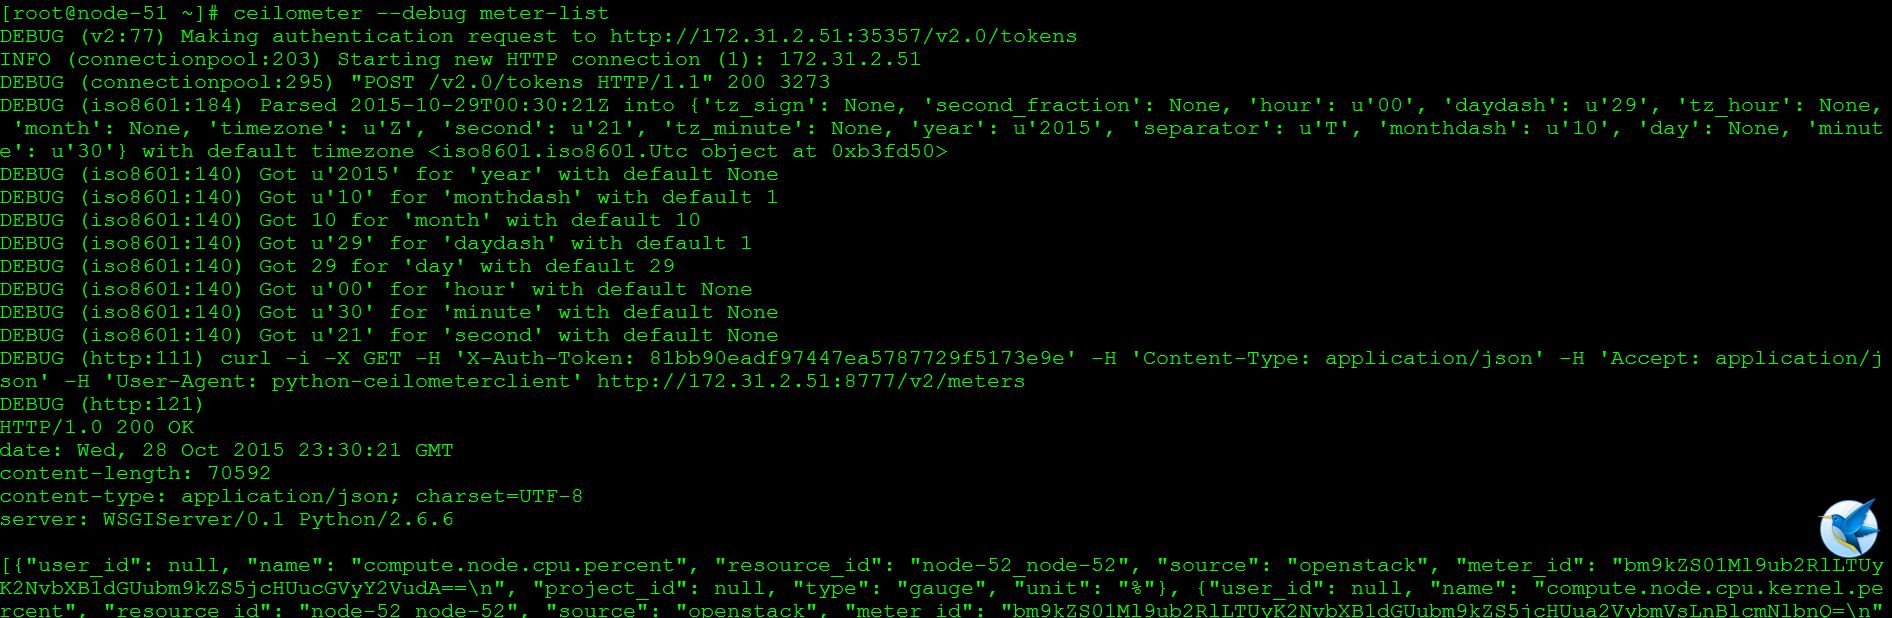 [root@node-51 ~]# ceilometer --debug meter-list
DEBUG (v2:77) Making authentication request to http://172.31.2.51:35357/v2.0/tokens
INFO (connectionpool:203) Starting new HTTP connection (1): 172.31.2.51
DEBUG (connectionpool:295) "POST /v2.0/tokens HTTP/1.1" 200 3273
DEBUG (iso8601:184) Parsed 2015-10-29T00:30:21Z into {'tz_sign': None, 'second_fraction': None, 'hour': u'00', 'daydash': u'29', 'tz_hour': None,
 'month': None, 'timezone': u'Z', 'second': u'21', 'tz_minute': None, 'year': u'2015', 'separator': u'T', 'monthdash': u'10', 'day': None, 'minut
e': u'30'} with default timezone <iso8601.iso8601.Utc object at 0xb3fd50>
DEBUG (iso8601:140) Got u'2015' for 'year' with default None
DEBUG (iso8601:140) Got u'10' for 'monthdash' with default 1
DEBUG (iso8601:140) Got 10 for 'month' with default 10
DEBUG (iso8601:140) Got u'29' for 'daydash' with default 1
DEBUG (iso8601:140) Got 29 for 'day' with default 29
DEBUG (iso8601:140) Got u'00' for 'hour' with default None
DEBUG (iso8601:140) Got u'30' for 'minute' with default None
DEBUG (iso8601:140) Got u'21' for 'second' with default None
DEBUG (http:111) curl -i -X GET -H 'X-Auth-Token: 81bb90eadf97447ea5787729f5173e9e' -H 'Content-Type: application/json' -H 'Accept: application/j
son' -H 'User-Agent: python-ceilometerclient' http://172.31.2.51:8777/v2/meters
DEBUG (http:121)
HTTP/1.0 200 OK
date: Wed, 28 Oct 2015 23:30:21 GMT
content-length: 70592
content-type: application/json; charset=UTF-8
server: WSGIServer/0.1 Python/2.6.6
[{"user_id": null, "name": "compute.node.cpu.percent", "resource_id": "node-52_node-52", "source": "openstack", "meter_id": "bm9kZS01Ml9ub2RlLTUy
K2NvbXB1dGUubm9kZS5jcHUucGVyY2VudA==\n", "project_id": null, "type": "gauge", "unit": "%"}, {"user_id": null, "name": "compute.node.cpu.kernel.pe
rcent", "resource_id": "node-52_node-52", "source": "openstack", "meter_id": "bm9kZS01Ml9ub2RlLTUyK2NvbXB1dGUubm9kZS5jcHUua2VybmVsLnBlcmNlbnQ=\n"